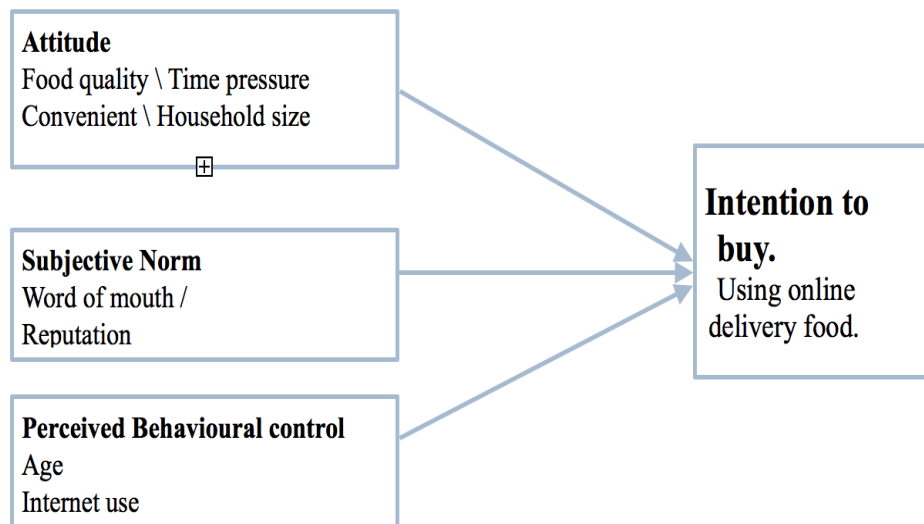 Attitude
Food quality \ Time pressure
Convenient \ Household size
Subjective Norm
Word of mouth /
Reputation
Perceived Behavioural control
Age
Internet use
Intention to
buy.
Using online
delivery food.